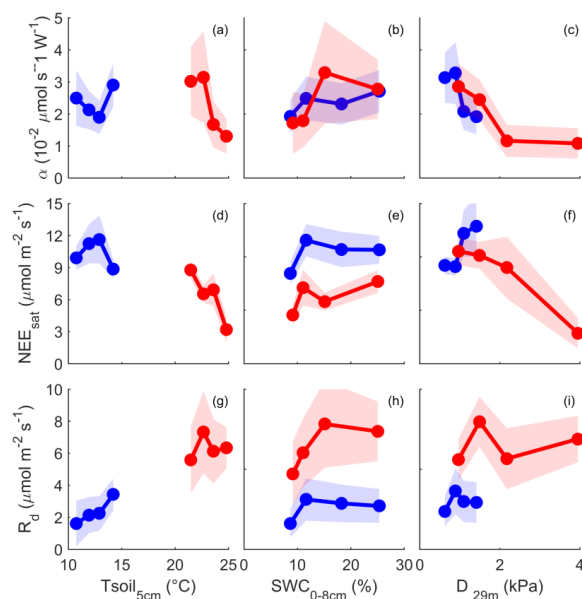 α (10⁻² μmol s−−1 W⁻¹)
(a) (b) (c)
5
4
3
2
1
0
NEE_sat (μmol m⁻² s⁻¹)
(d) (e) (f)
15
12
9
6
3
0
R_d (μmol m⁻² s⁻¹)
(g) (h) (i)
10
8
6
4
2
0
10 15 20 25 0 10 20 30 0 2 4
Tsoil_5cm (°C) SWC_0-8cm (%) D_29m (kPa)